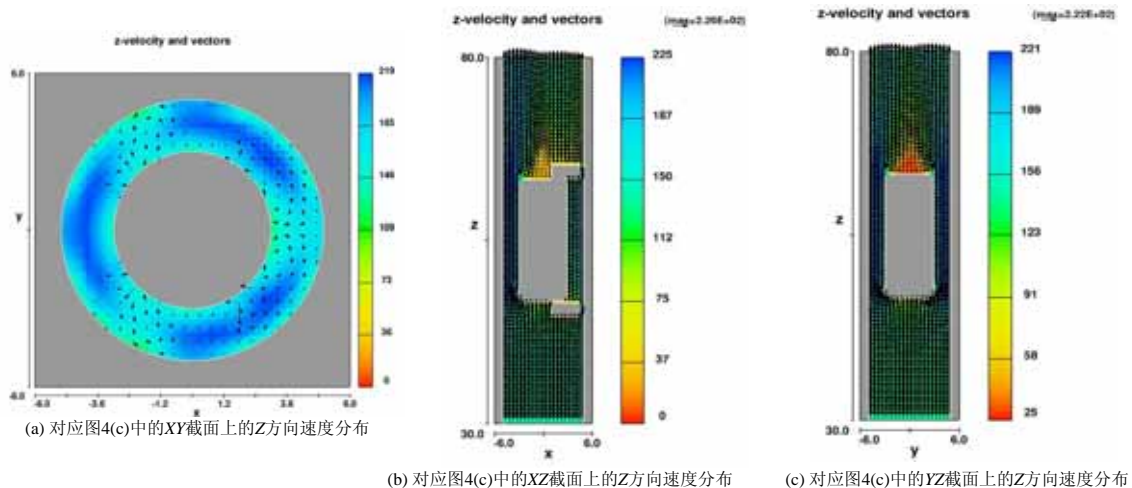 z-velocity and vectors
6.0
Y
-6.0
-6.0
-3.6
-1.2
1.2
3.6
6.0
x
219
109
73
36
0
(a) 对应图4(c)中的XY截面上的Z方向速度分布
z-velocity and vectors
80.0
z
30.0
-6.0
6.0
x
225
187
150
112
75
37
0
(b) 对应图4(c)中的XZ截面上的Z方向速度分布
z-velocity and vectors
80.0
z
30.0
-6.0
6.0
y
221
156
123
91
58
25
(c) 对应图4(c)中的YZ截面上的Z方向速度分布